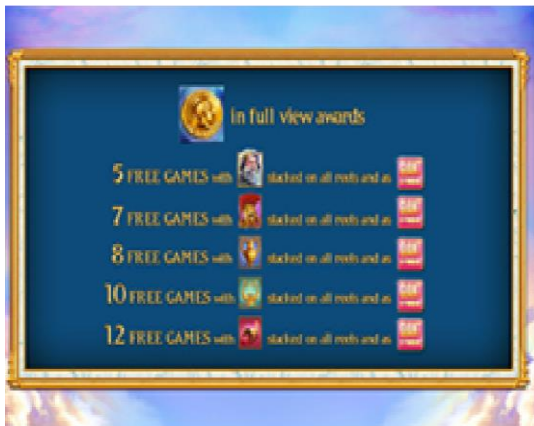 in full view awards
5 FREE GAMES with stacked on all reels and as
7 FREE GAMES with stacked on all reels and as
8 FREE GAMES with stacked on all reels and as
10 FREE GAMES with stacked on all reels and as
12 FREE GAMES with stacked on all reels and as